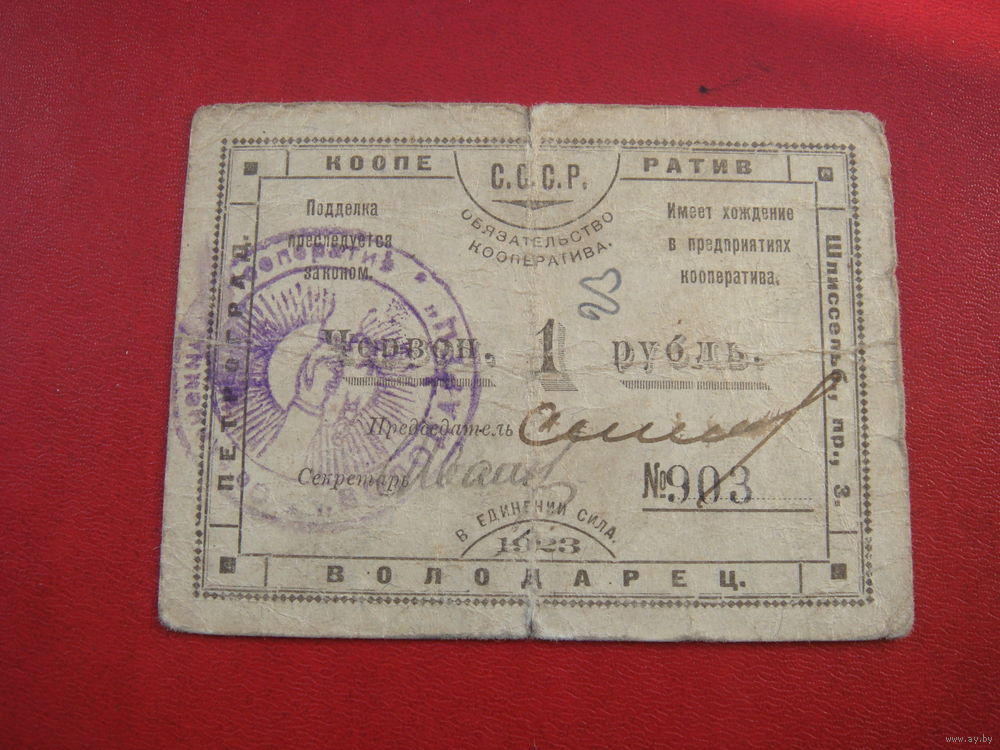 КООПЕ РАТИВ
С.С.С.Р.
ОБЯЗАТЕЛЬСТВО
КООПЕРАТИВА.
Подделка
преследуется
законом.
Имеет хождение
в предприятиях
кооператива.
ПЕТРОГРАД.
Шлиссельб. пр., 3.
Червон. 1 рубль.
Председатель
Секретарь
№903
В ЕДИНЕНИИ СИЛА.
1923
ВОЛОДАРЕЦ.
кооператив
www.ay.by